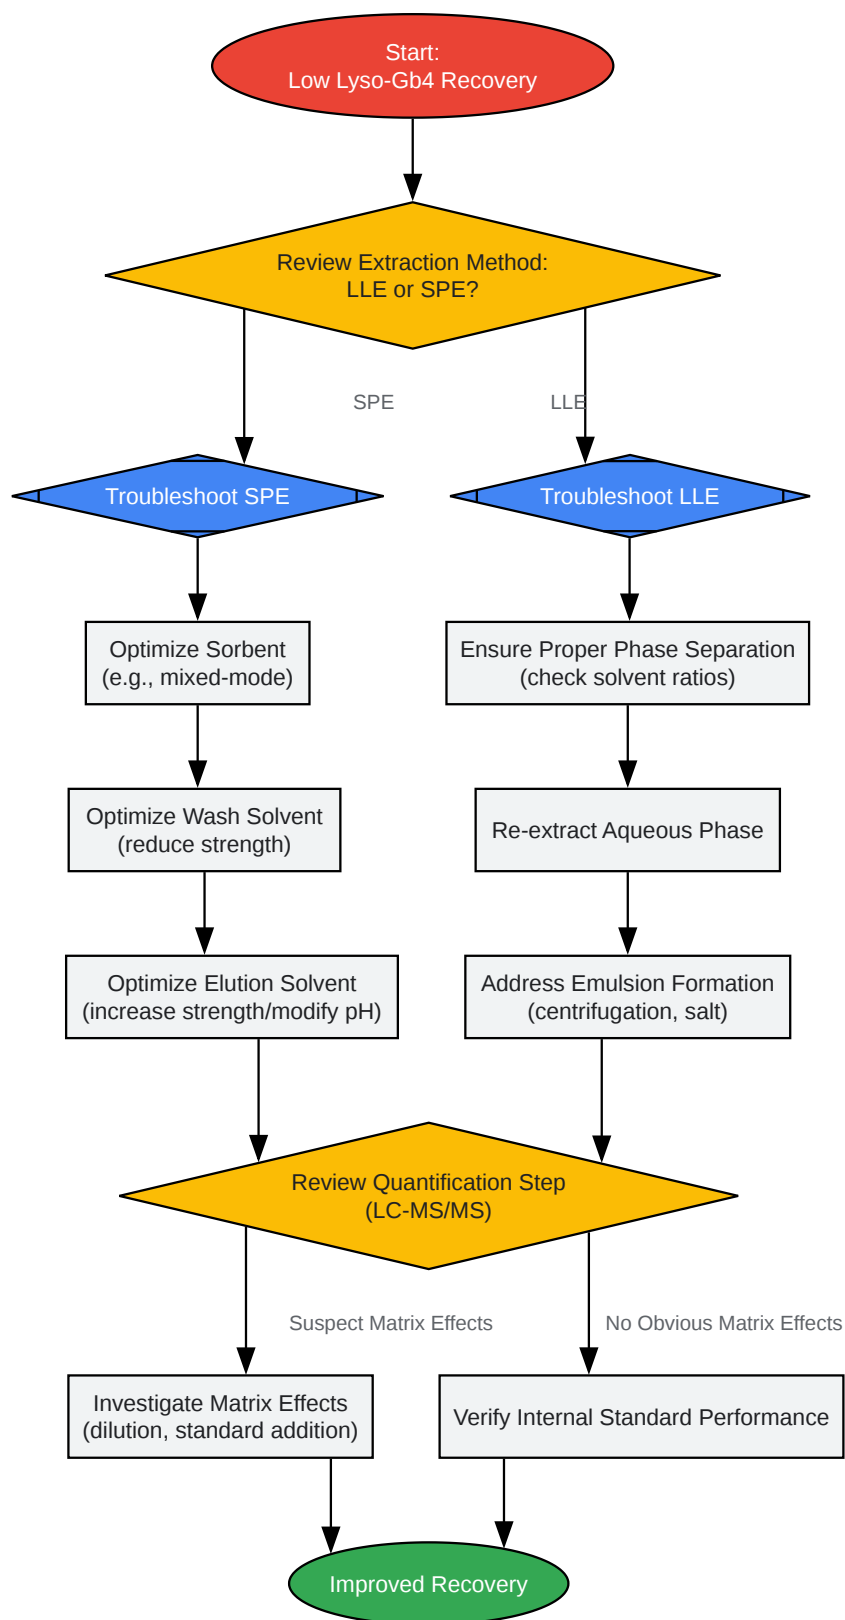 Start:
Low Lyso-Gb4 Recovery
Review Extraction Method:
LLE or SPE?
SPE
LLE
Troubleshoot SPE
Troubleshoot LLE
Optimize Sorbent
(e.g., mixed-mode)
Ensure Proper Phase Separation
(check solvent ratios)
Optimize Wash Solvent
(reduce strength)
Re-extract Aqueous Phase
Optimize Elution Solvent
(increase strength/modify pH)
Address Emulsion Formation
(centrifugation, salt)
Review Quantification Step
(LC-MS/MS)
Suspect Matrix Effects
No Obvious Matrix Effects
Investigate Matrix Effects
(dilution, standard addition)
Verify Internal Standard Performance
Improved Recovery